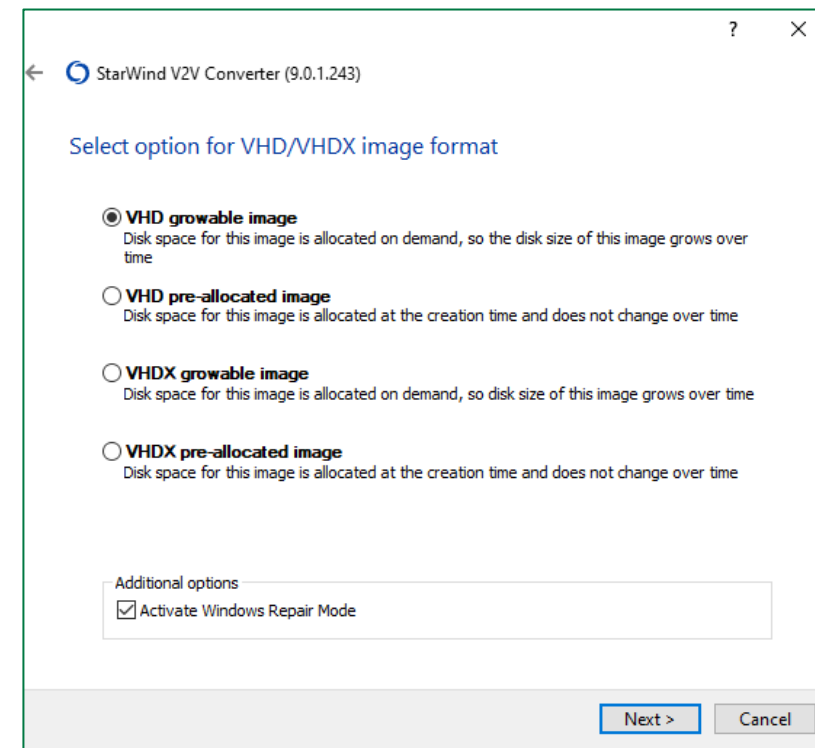 ?
StarWind V2V Converter (9.0.1.243)
Select option for VHD/VHDX image format
VHD growable image
Disk space for this image is allocated on demand, so the disk size of this image grows over
time
VHD pre-allocated image
Disk space for this image is allocated at the creation time and does not change over time
VHDX growable image
Disk space for this image is allocated on demand, so disk size of this image grows over time
VHDX pre-allocated image
Disk space for this image is allocated at the creation time and does not change over time
Additional options
Activate Windows Repair Mode
Next > Cancel